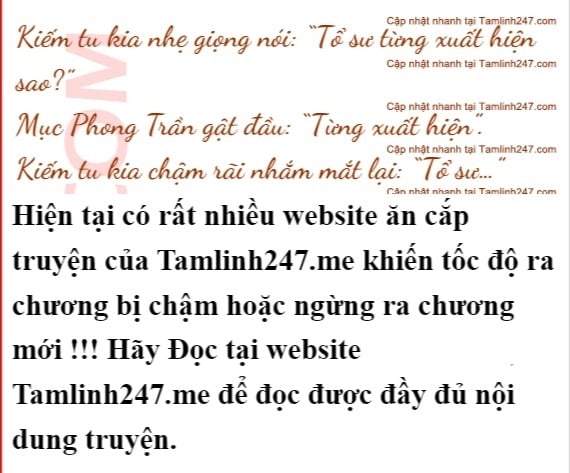 Cập nhật nhanh tại Tamlinh247.com
Kiếm tu kia nhẹ giọng nói: “Tổ sư từng xuất hiện
Cập nhật nhanh tại Tamlinh247.com
sao?”
Cập nhật nhanh tại Tamlinh247.com
Mục Phong Trần gật đầu: “Từng xuất hiện”.
Cập nhật nhanh tại Tamlinh247.com
Kiếm tu kia chậm rãi nhắm mắt lại: “Tổ sư...”
Cập nhật nhanh tại Tamlinh247.com
Hiện tại có rất nhiều website ăn cắp
truyện của Tamlinh247.me khiến tốc độ ra
chương bị chậm hoặc ngừng ra chương
mới !!! Hãy Đọc tại website
Tamlinh247.me để đọc được đầy đủ nội
dung truyện.